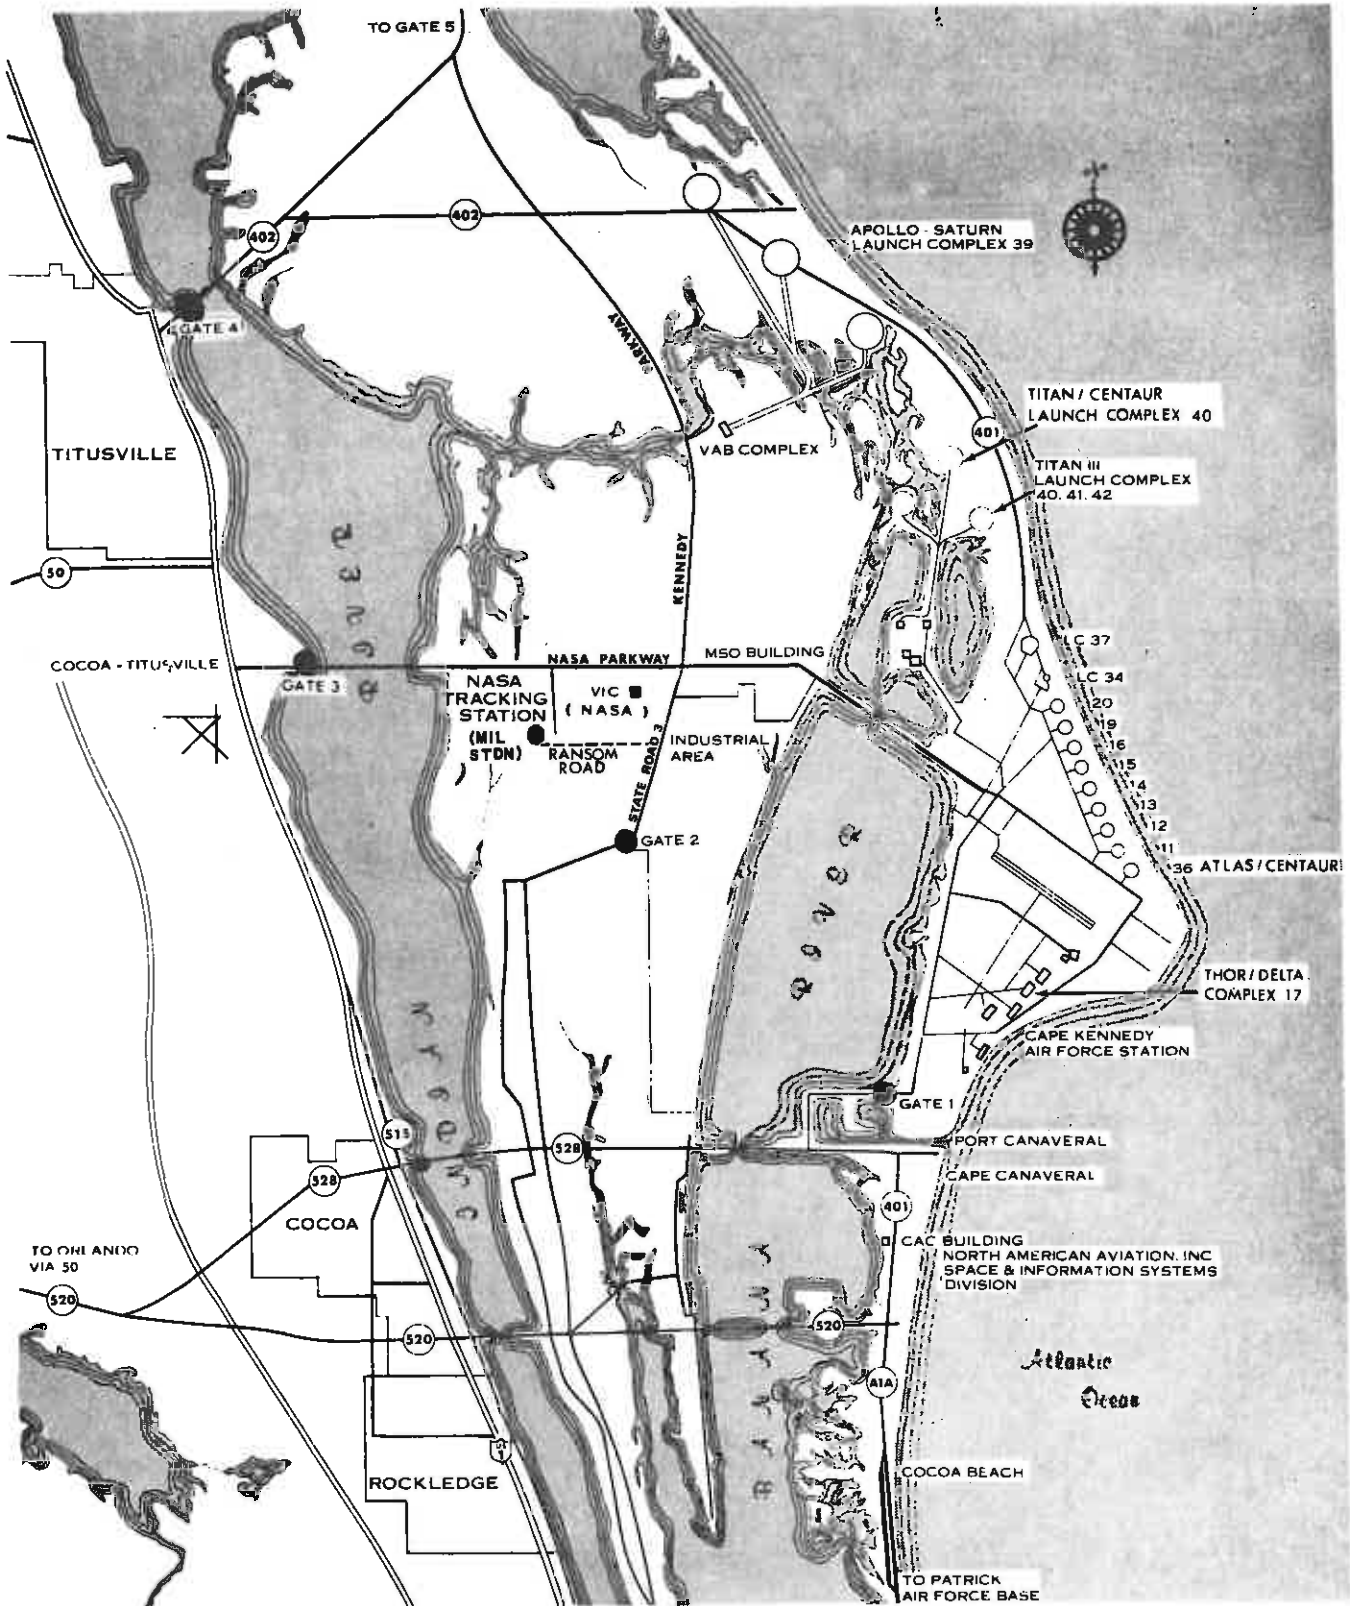 TO GATE 5
402
402
APOLLO - SATURN
LAUNCH COMPLEX 39
GATE 4
PARKWAY
TITAN / CENTAUR
LAUNCH COMPLEX 40
401
TITUSVILLE
VAB COMPLEX
TITAN III
LAUNCH COMPLEX
40, 41, 42
RIVER
50
KENNEDY
COCOA - TITUSVILLE
GATE 3
NASA PARKWAY
MSO BUILDING
LC 37
LC 34
NASA
TRACKING
STATION
(MIL
STDN)
VIC
( NASA )
RANSOM
ROAD
STATE ROAD 3
INDUSTRIAL
AREA
20
19
16
15
14
13
12
11
36 ATLAS / CENTAUR
GATE 2
RIVER
THOR / DELTA
COMPLEX 17
CAPE KENNEDY
AIR FORCE STATION
INDIAN
GATE 1
515
528
PORT CANAVERAL
528
CAPE CANAVERAL
COCOA
401
CAC BUILDING
NORTH AMERICAN AVIATION, INC
SPACE & INFORMATION SYSTEMS
DIVISION
TO ORLANDO
VIA 50
520
520
520
BANANA
Atlantic
Ocean
A1A
ROCKLEDGE
COCOA BEACH
TO PATRICK
AIR FORCE BASE